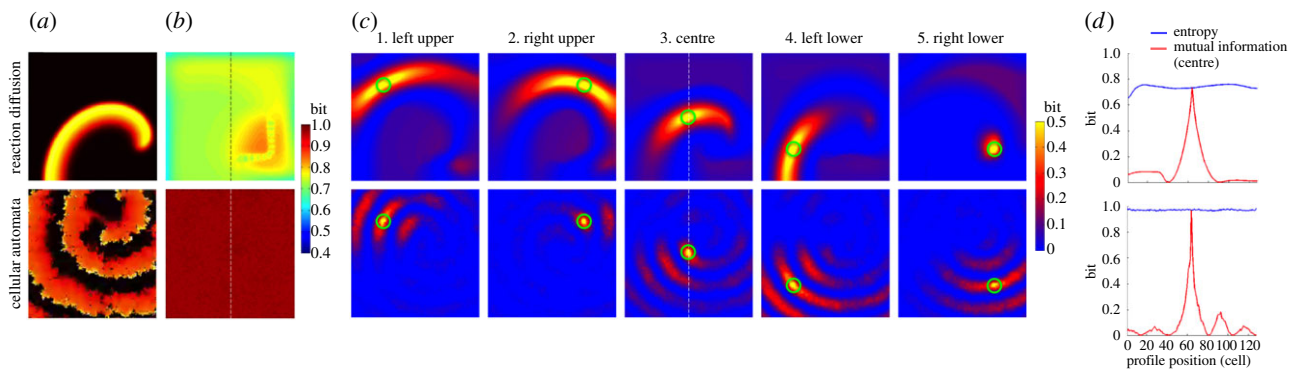 (a)
(b)
(c)
(d)
1. left upper
2. right upper
3. centre
4. left lower
5. right lower
entropy
mutual information
(centre)
reaction diffusion
cellular automata
bit
1.0
0.9
0.8
0.7
0.6
0.5
0.4
bit
0.5
0.4
0.3
0.2
0.1
0
bit
1.0
0.8
0.6
0.4
0.2
0
bit
1.0
0.8
0.6
0.4
0.2
0
0 20 40 60 80 100 120
profile position (cell)